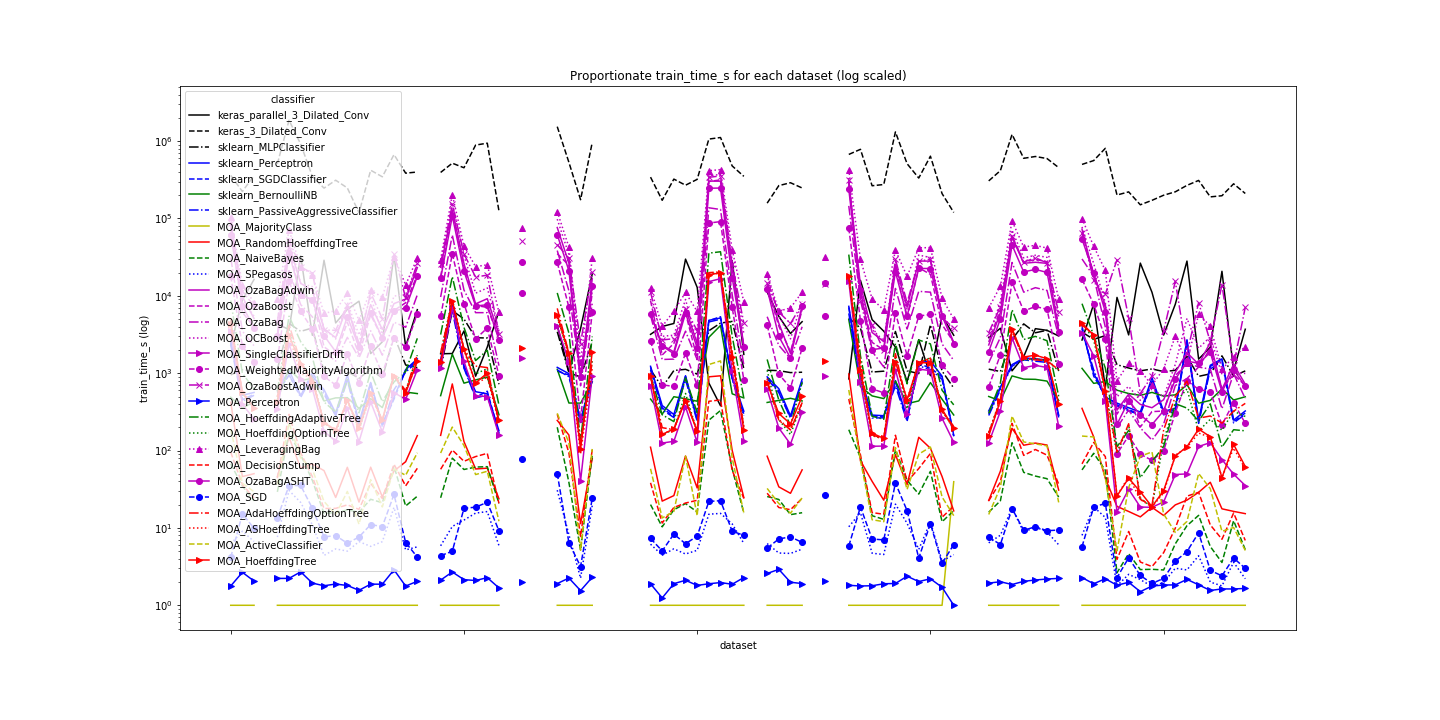 Proportionate train_time_s for each dataset (log scaled)
classifier
keras_parallel_3_Dilated_Conv
keras_3_Dilated_Conv
sklearn_MLPClassifier
sklearn_Perceptron
sklearn_SGDClassifier
sklearn_BernoulliNB
sklearn_PassiveAggressiveClassifier
MOA_MajorityClass
MOA_RandomHoeffdingTree
MOA_NaiveBayes
MOA_SPegasos
MOA_OzaBagAdwin
MOA_OzaBoost
MOA_OzaBag
MOA_OCBoost
MOA_SingleClassifierDrift
MOA_WeightedMajorityAlgorithm
MOA_OzaBoostAdwin
MOA_Perceptron
MOA_HoeffdingAdaptiveTree
MOA_HoeffdingOptionTree
MOA_LeveragingBag
MOA_DecisionStump
MOA_OzaBagASHT
MOA_SGD
MOA_AdaHoeffdingOptionTree
MOA_ASHoeffdingTree
MOA_ActiveClassifier
MOA_HoeffdingTree
10⁶
10⁵
10⁴
10³
10²
10¹
10⁰
train_time_s (log)
dataset